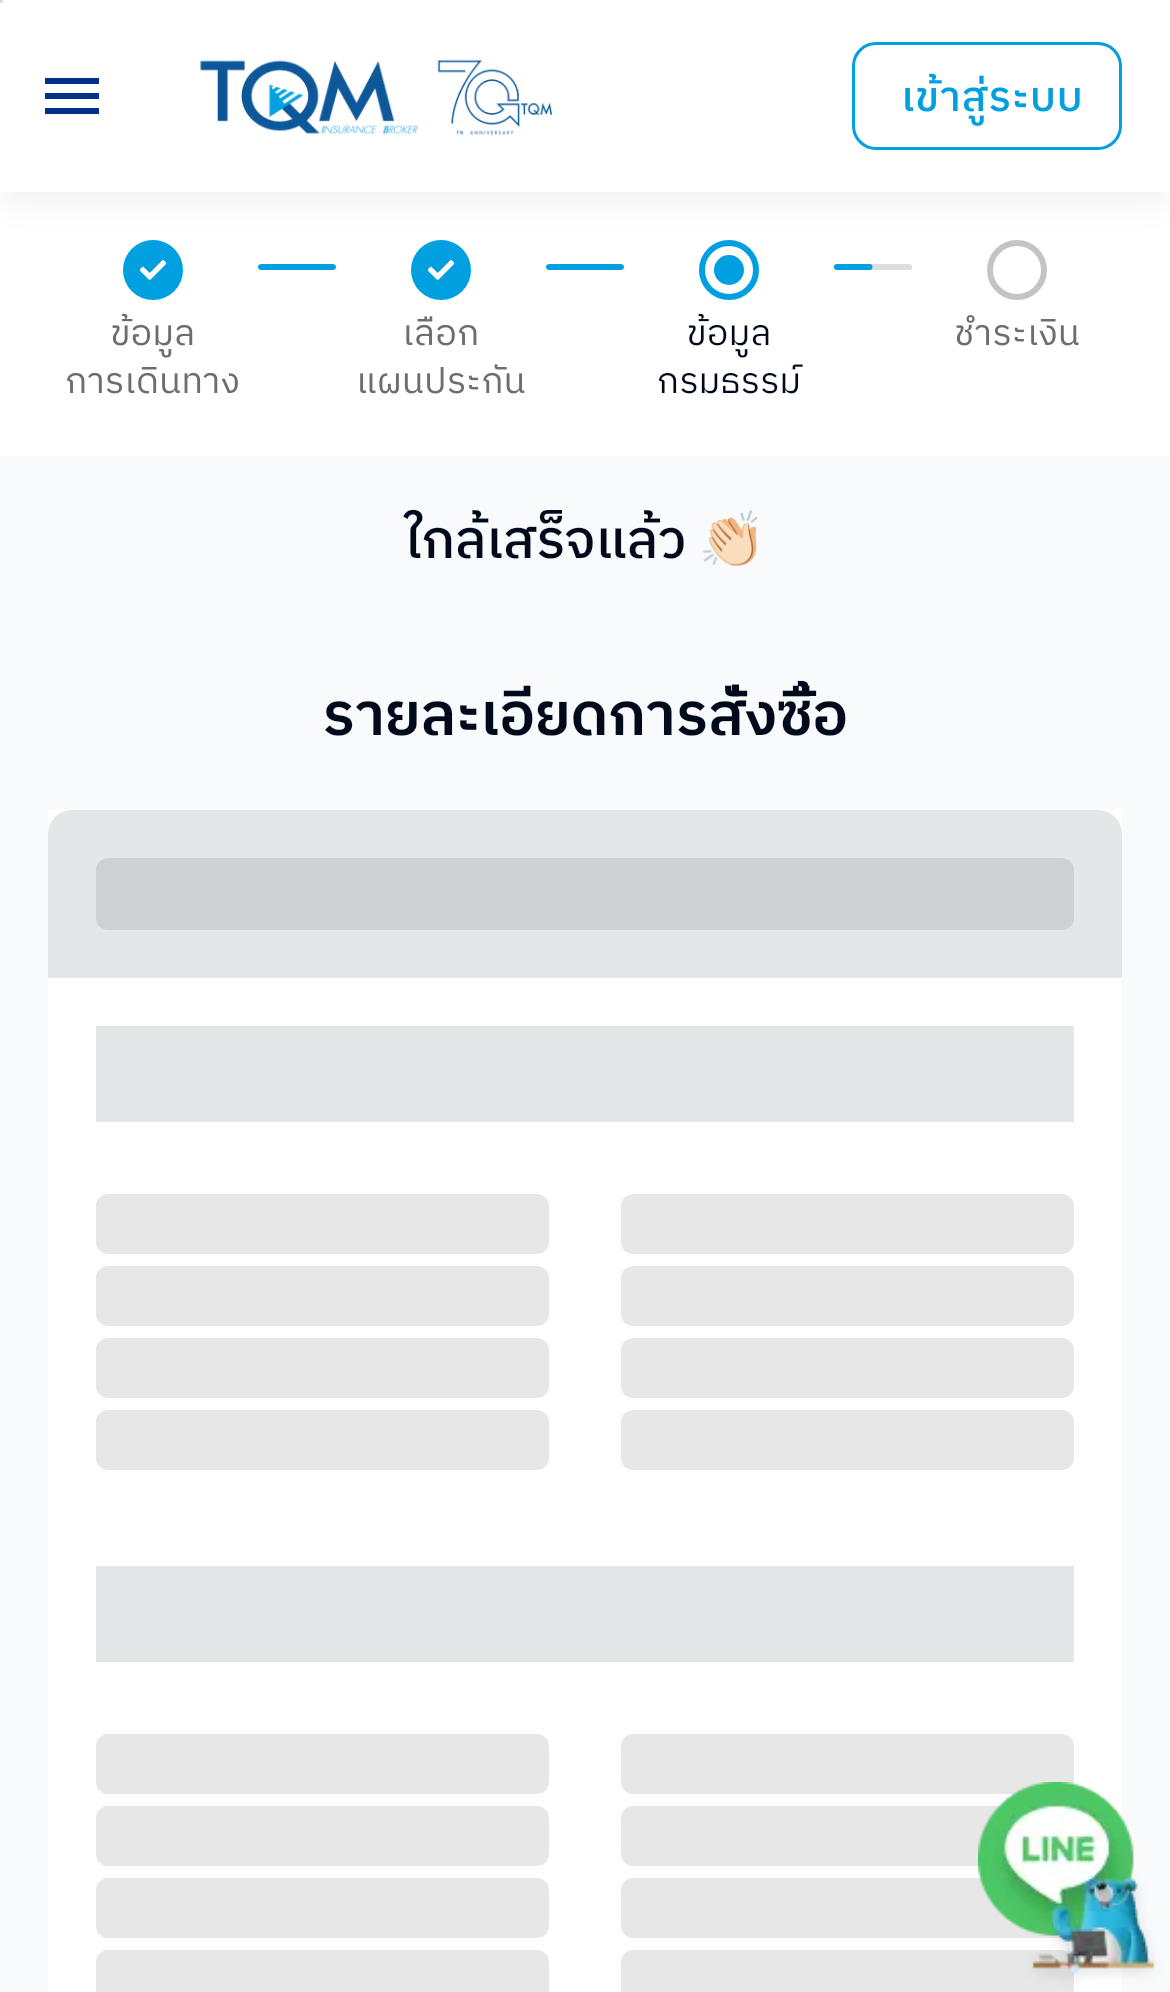 TQM
INSURANCE BROKER
70 TQM
TH ANNIVERSARY
เข้าสู่ระบบ
ข้อมูล
การเดินทาง
เลือก
แผนประกัน
ข้อมูล
กรมธรรม์
ชำระเงิน
ใกล้เสร็จแล้ว 👏🏻
รายละเอียดการสั่งซื้อ
LINE